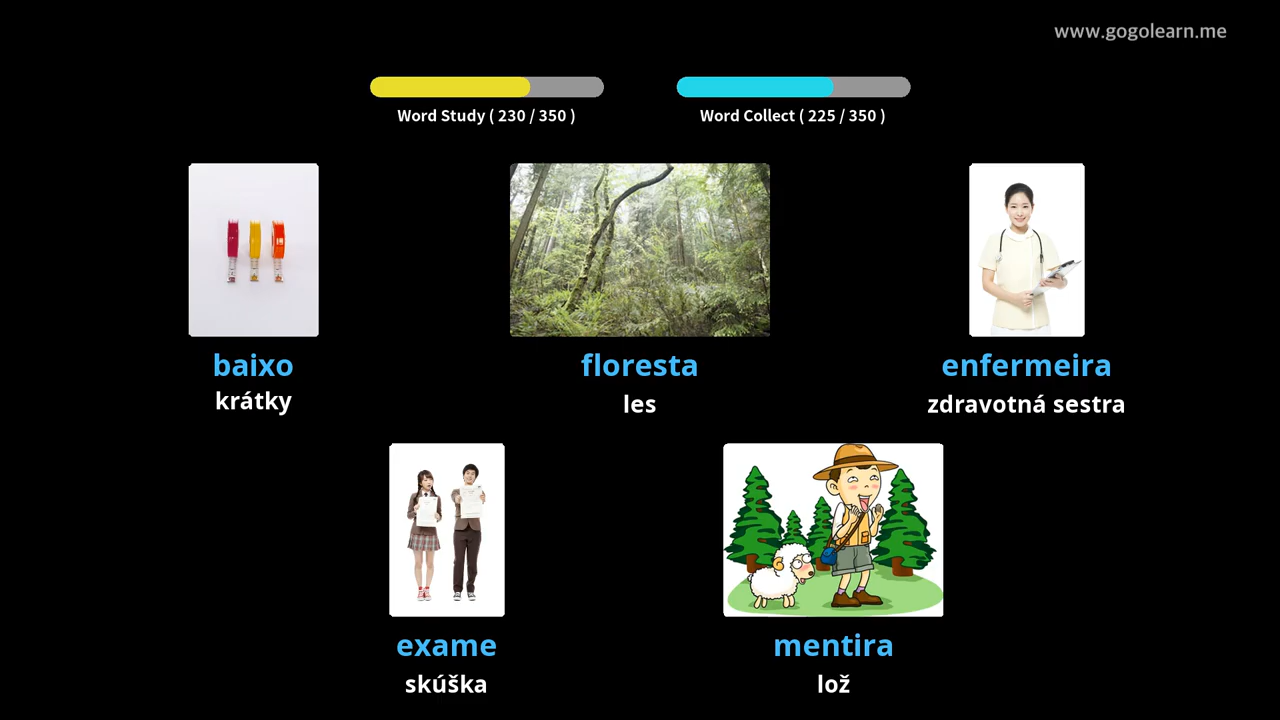 www.gogolearn.me
Word Study ( 230 / 350 )
Word Collect ( 225 / 350 )
baixo
krátky
floresta
les
enfermeira
zdravotná sestra
exame
skúška
mentira
lož